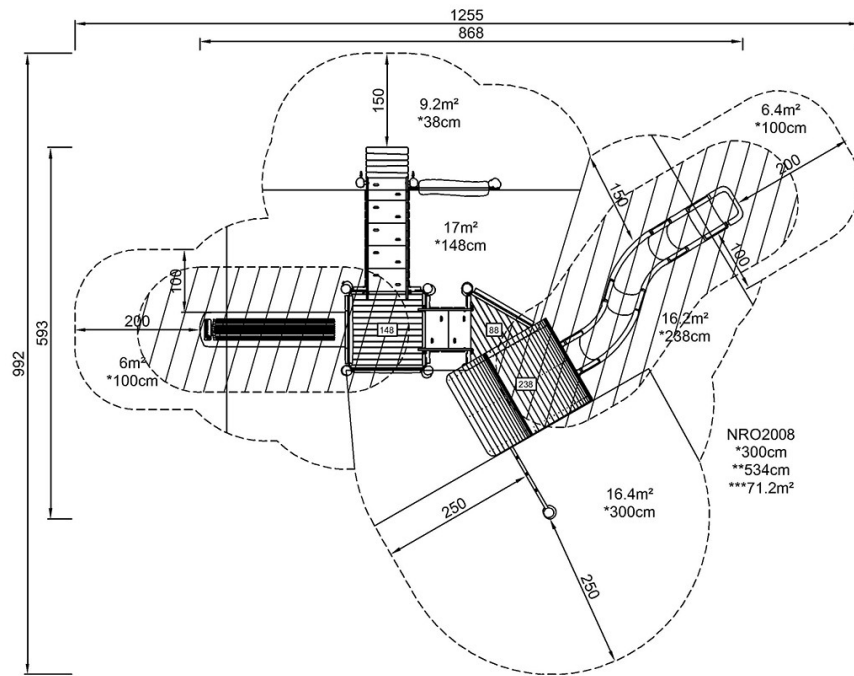 1255
868
150
9.2m²
*38cm
6.4m²
*100cm
200
150
17m²
*148cm
100
100
593
992
200
148
88
16.2m²
*238cm
6m²
*100cm
238
NRO2008
*300cm
**534cm
***71.2m²
250
16.4m²
*300cm
250